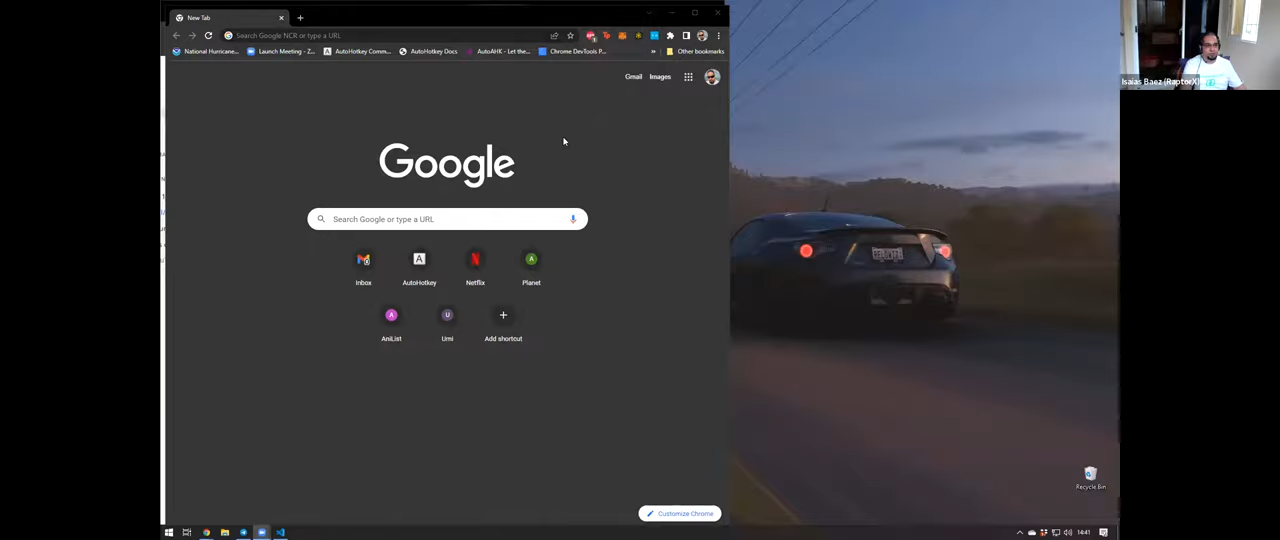 New Tab
Search Google NCR or type a URL
National Hurricane... Launch Meeting - Z... AutoHotkey Comm... AutoHotkey Docs AutoAHK - Let the... Chrome DevTools P... » Other bookmarks
Gmail Images
Google
Search Google or type a URL
A A
Inbox AutoHotkey Netflix Planet
A U
AniList Umi Add shortcut
Customize Chrome
Isaias Baez (RaptorX)
Recycle Bin
14:41